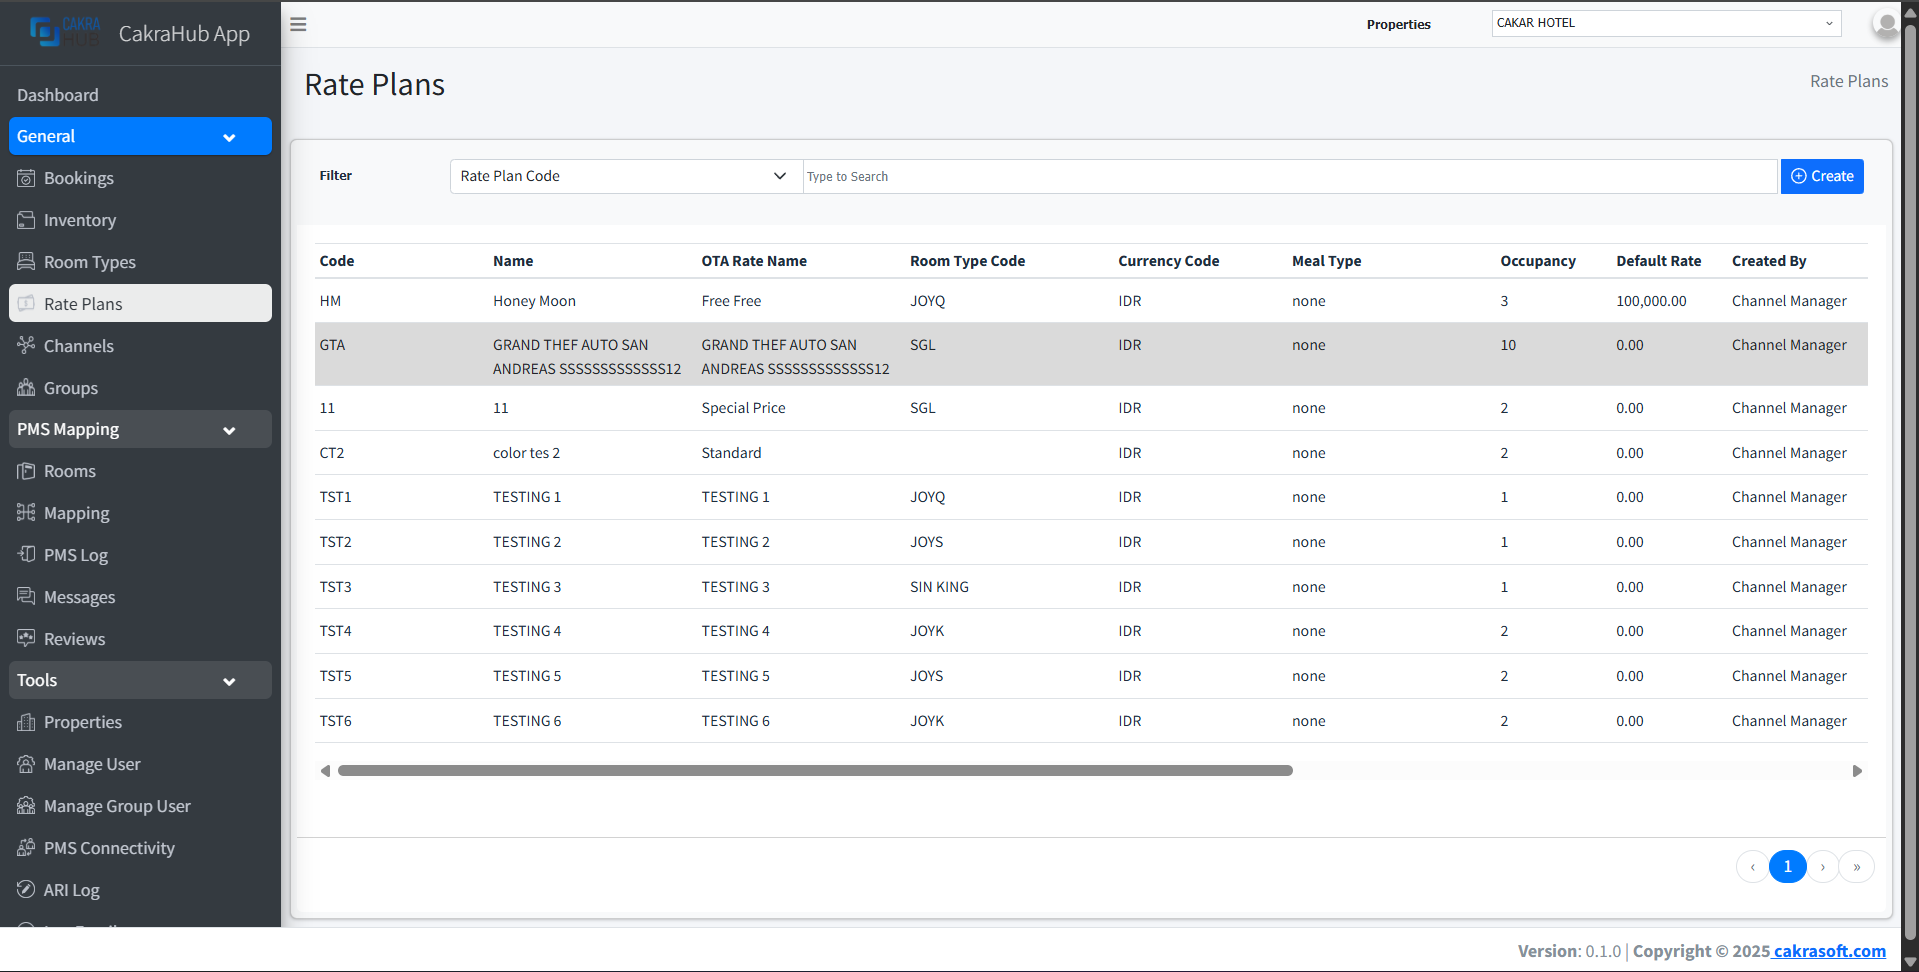 CAKRA
HUB
CakraHub App
Properties
CAKAR HOTEL
Dashboard
General
Bookings
Inventory
Room Types
Rate Plans
Channels
Groups
PMS Mapping
Rooms
Mapping
PMS Log
Messages
Reviews
Tools
Properties
Manage User
Manage Group User
PMS Connectivity
ARI Log
Rate Plans
Rate Plans
Filter
Rate Plan Code
Type to Search
Create
Code Name OTA Rate Name Room Type Code Currency Code Meal Type Occupancy Default Rate Created By
HM Honey Moon Free Free JOYQ IDR none 3 100,000.00 Channel Manager
GTA GRAND THEF AUTO SAN GRAND THEF AUTO SAN SGL IDR none 10 0.00 Channel Manager
ANDREAS SSSSSSSSSSSSS12 ANDREAS SSSSSSSSSSSSS12
11 11 Special Price SGL IDR none 2 0.00 Channel Manager
CT2 color tes 2 Standard IDR none 2 0.00 Channel Manager
TST1 TESTING 1 TESTING 1 JOYQ IDR none 1 0.00 Channel Manager
TST2 TESTING 2 TESTING 2 JOYS IDR none 1 0.00 Channel Manager
TST3 TESTING 3 TESTING 3 SIN KING IDR none 1 0.00 Channel Manager
TST4 TESTING 4 TESTING 4 JOYK IDR none 2 0.00 Channel Manager
TST5 TESTING 5 TESTING 5 JOYS IDR none 2 0.00 Channel Manager
TST6 TESTING 6 TESTING 6 JOYK IDR none 2 0.00 Channel Manager
‹ 1 › »
Version: 0.1.0 | Copyright © 2025 cakrasoft.com